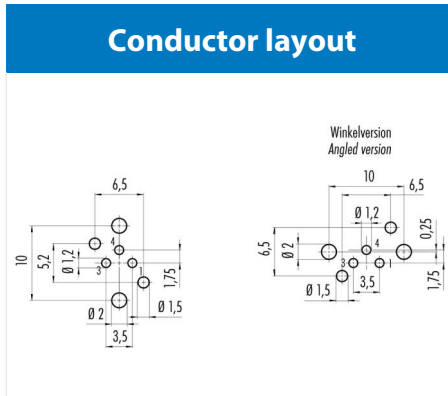 Conductor layout
Winkelversion
Angled version
6,5
10
5,2
Ø 1,2
4
3
1
1,75
Ø 2
Ø 1,5
3,5
10
6,5
Ø 1,2
0,25
6,5
Ø 2
4
3
1
1,75
Ø 1,5
3,5